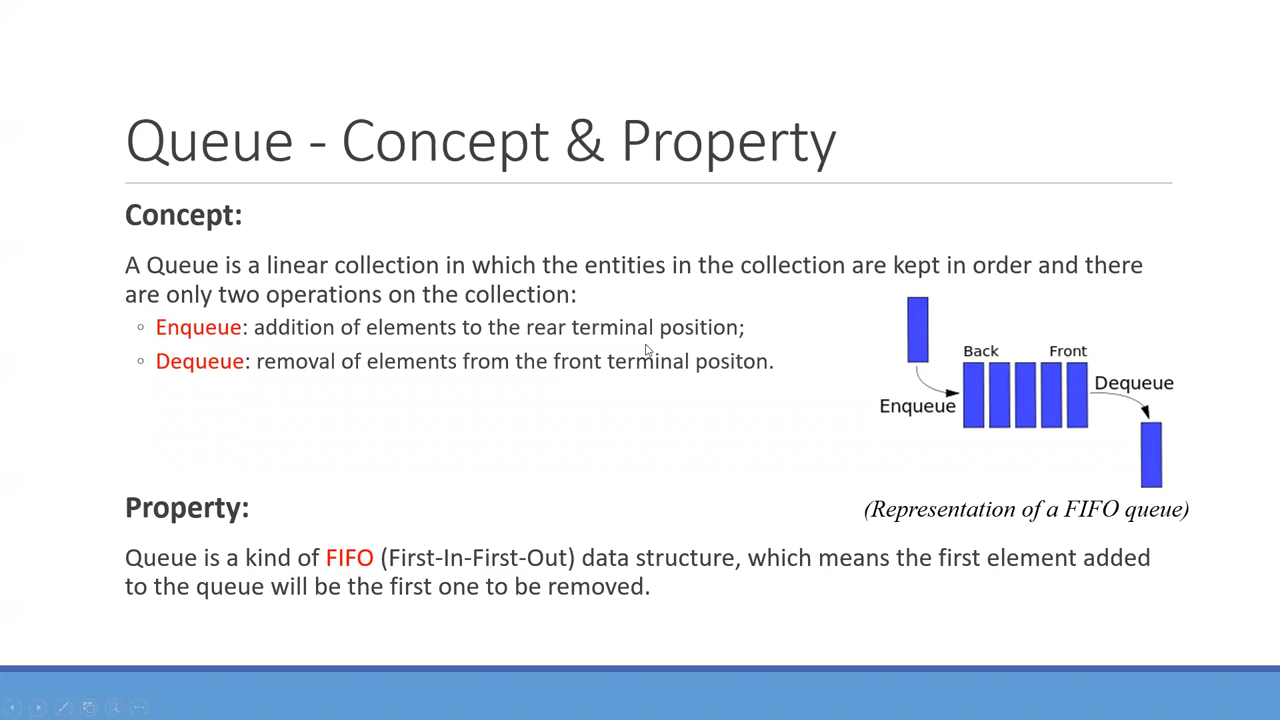 Queue - Concept & Property
Concept:
A Queue is a linear collection in which the entities in the collection are kept in order and there
are only two operations on the collection:
◦ Enqueue: addition of elements to the rear terminal position;
◦ Dequeue: removal of elements from the front terminal positon.
Back Front
Dequeue
Enqueue
Property:
(Representation of a FIFO queue)
Queue is a kind of FIFO (First-In-First-Out) data structure, which means the first element added
to the queue will be the first one to be removed.